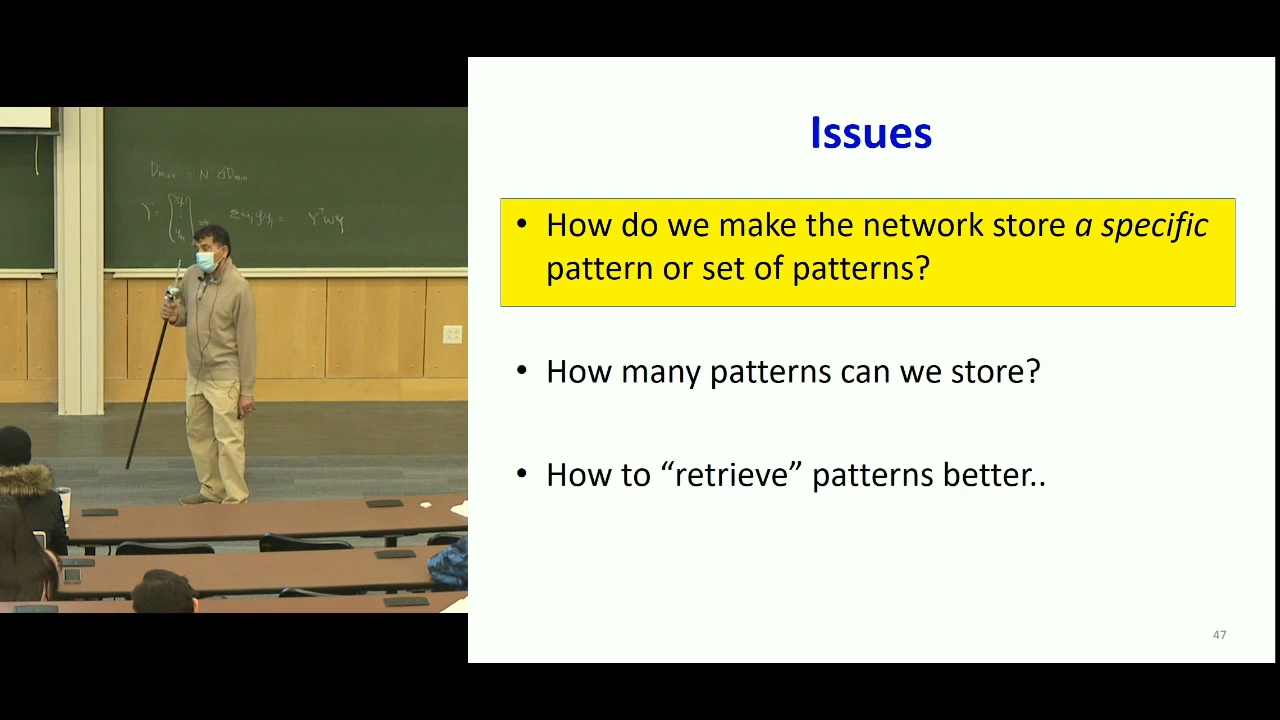 Issues
• How do we make the network store a specific
pattern or set of patterns?
• How many patterns can we store?
• How to “retrieve” patterns better..
47